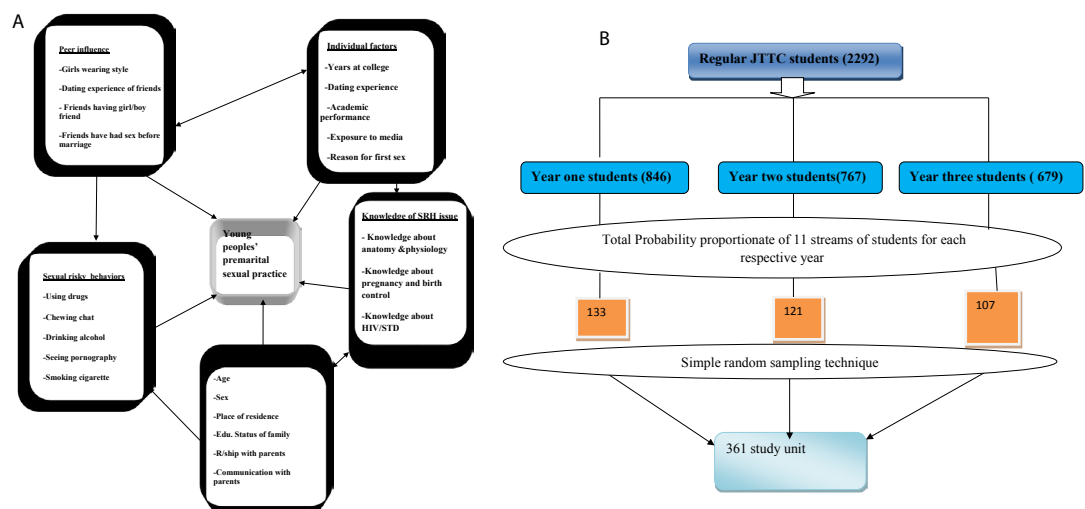 A
Peer influence
-Girls wearing style
-Dating experience of friends
- Friends having girl/boy
friend
-Friends have had sex before
marriage
Individual factors
-Years at college
-Dating experience
-Academic
performance
-Exposure to media
-Reason for first sex
Young
peoples’
premarital
sexual practice
Knowledge of SRH issue
- Knowledge about
anatomy &physiology
-Knowledge about
pregnancy and birth
control
-Knowledge about
HIV/STD
Sexual risky behaviors
-Using drugs
-Chewing chat
-Drinking alcohol
-Seeing pornography
-Smoking cigarette
-Age
-Sex
-Place of residence
-Edu. Status of family
-R/ship with parents
-Communication with
parents
B
Regular JTTC students (2292)
Year one students (846)
Year two students(767)
Year three students ( 679)
Total Probability proportionate of 11 streams of students for each
respective year
133
121
107
Simple random sampling technique
361 study unit